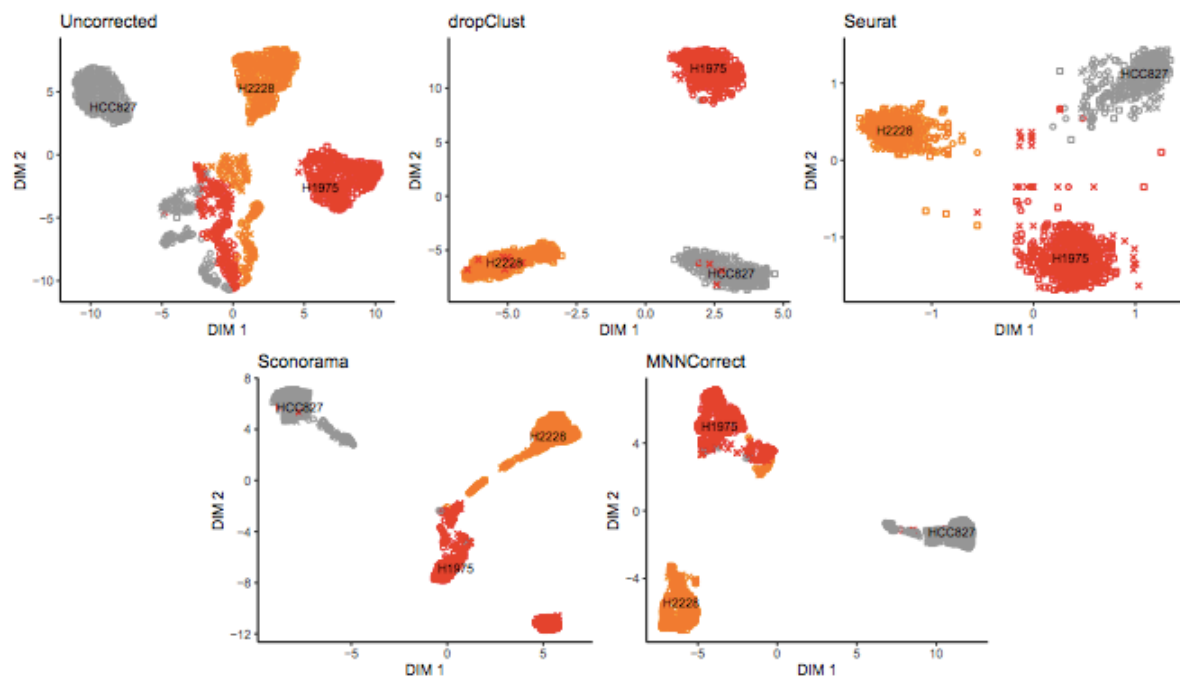 Uncorrected
HCC827
H2228
H1975
DIM 2
5
0
−5
−10
−10
−5
0
5
10
DIM 1
dropClust
H1975
H2228
HCC827
DIM 2
10
5
0
−5
−5.0
−2.5
0.0
2.5
5.0
DIM 1
Seurat
HCC827
H2228
H1975
DIM 2
1
0
−1
−1
0
1
DIM 1
Sconorama
HCC827
H2228
H1975
DIM 2
8
4
0
−4
−8
−12
−5
0
5
DIM 1
MNNCorrect
H1975
HCC827
H2228
DIM 2
4
0
−4
−5
0
5
10
DIM 1